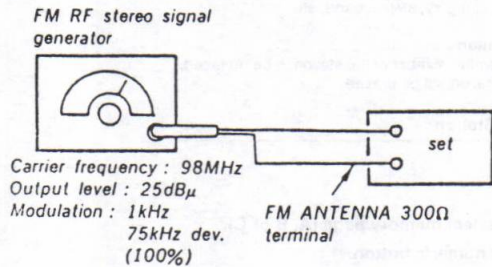 FM RF stereo signal
generator
set
Carrier frequency : 98MHz
Output level : 25dBμ
Modulation : 1kHz
75kHz dev.
(100%)
FM ANTENNA 300Ω
terminal